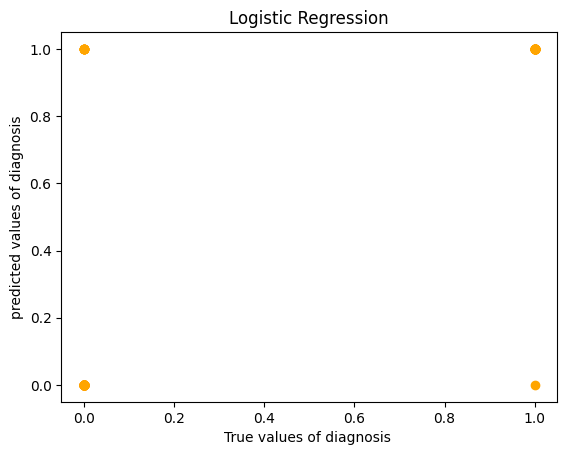 Logistic Regression
1.0
0.8
0.6
0.4
0.2
0.0
predicted values of diagnosis
0.0 0.2 0.4 0.6 0.8 1.0
True values of diagnosis